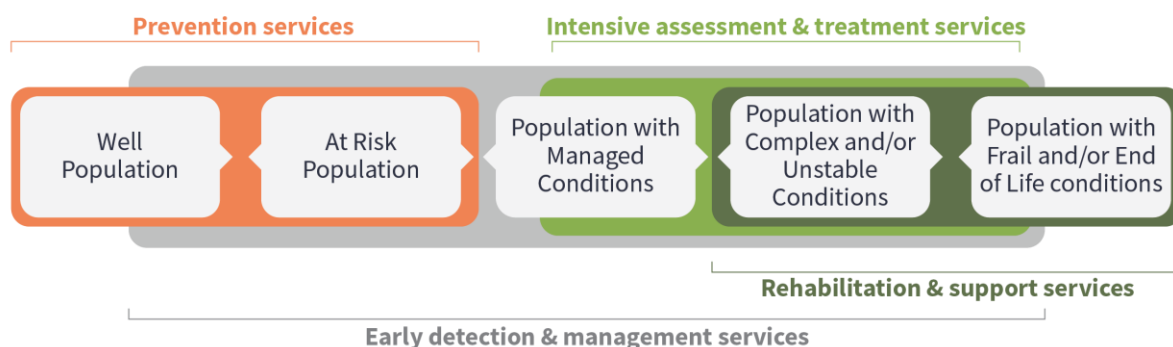 Prevention services
Intensive assessment & treatment services
Well
Population
At Risk
Population
Population with
Managed
Conditions
Population with
Complex and/or
Unstable
Conditions
Population with
Frail and/or End
of Life conditions
Rehabilitation & support services
Early detection & management services